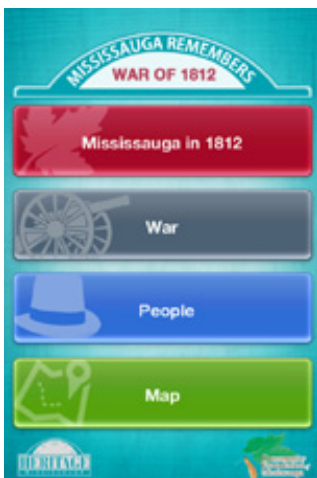 MISSISSAUGA REMEMBERS
WAR OF 1812
Mississauga in 1812
War
People
Map
HERITAGE